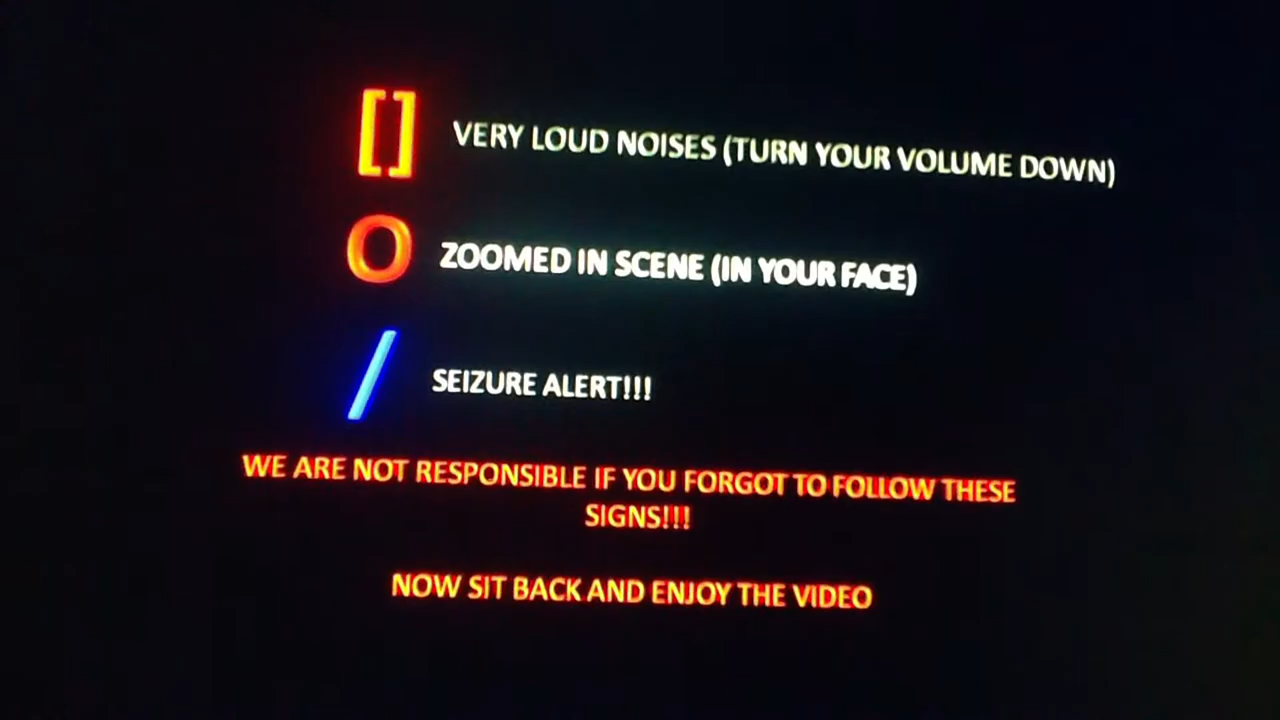 [] VERY LOUD NOISES (TURN YOUR VOLUME DOWN)
O ZOOMED IN SCENE (IN YOUR FACE)
/ SEIZURE ALERT!!!
WE ARE NOT RESPONSIBLE IF YOU FORGOT TO FOLLOW THESE
SIGNS!!!
NOW SIT BACK AND ENJOY THE VIDEO